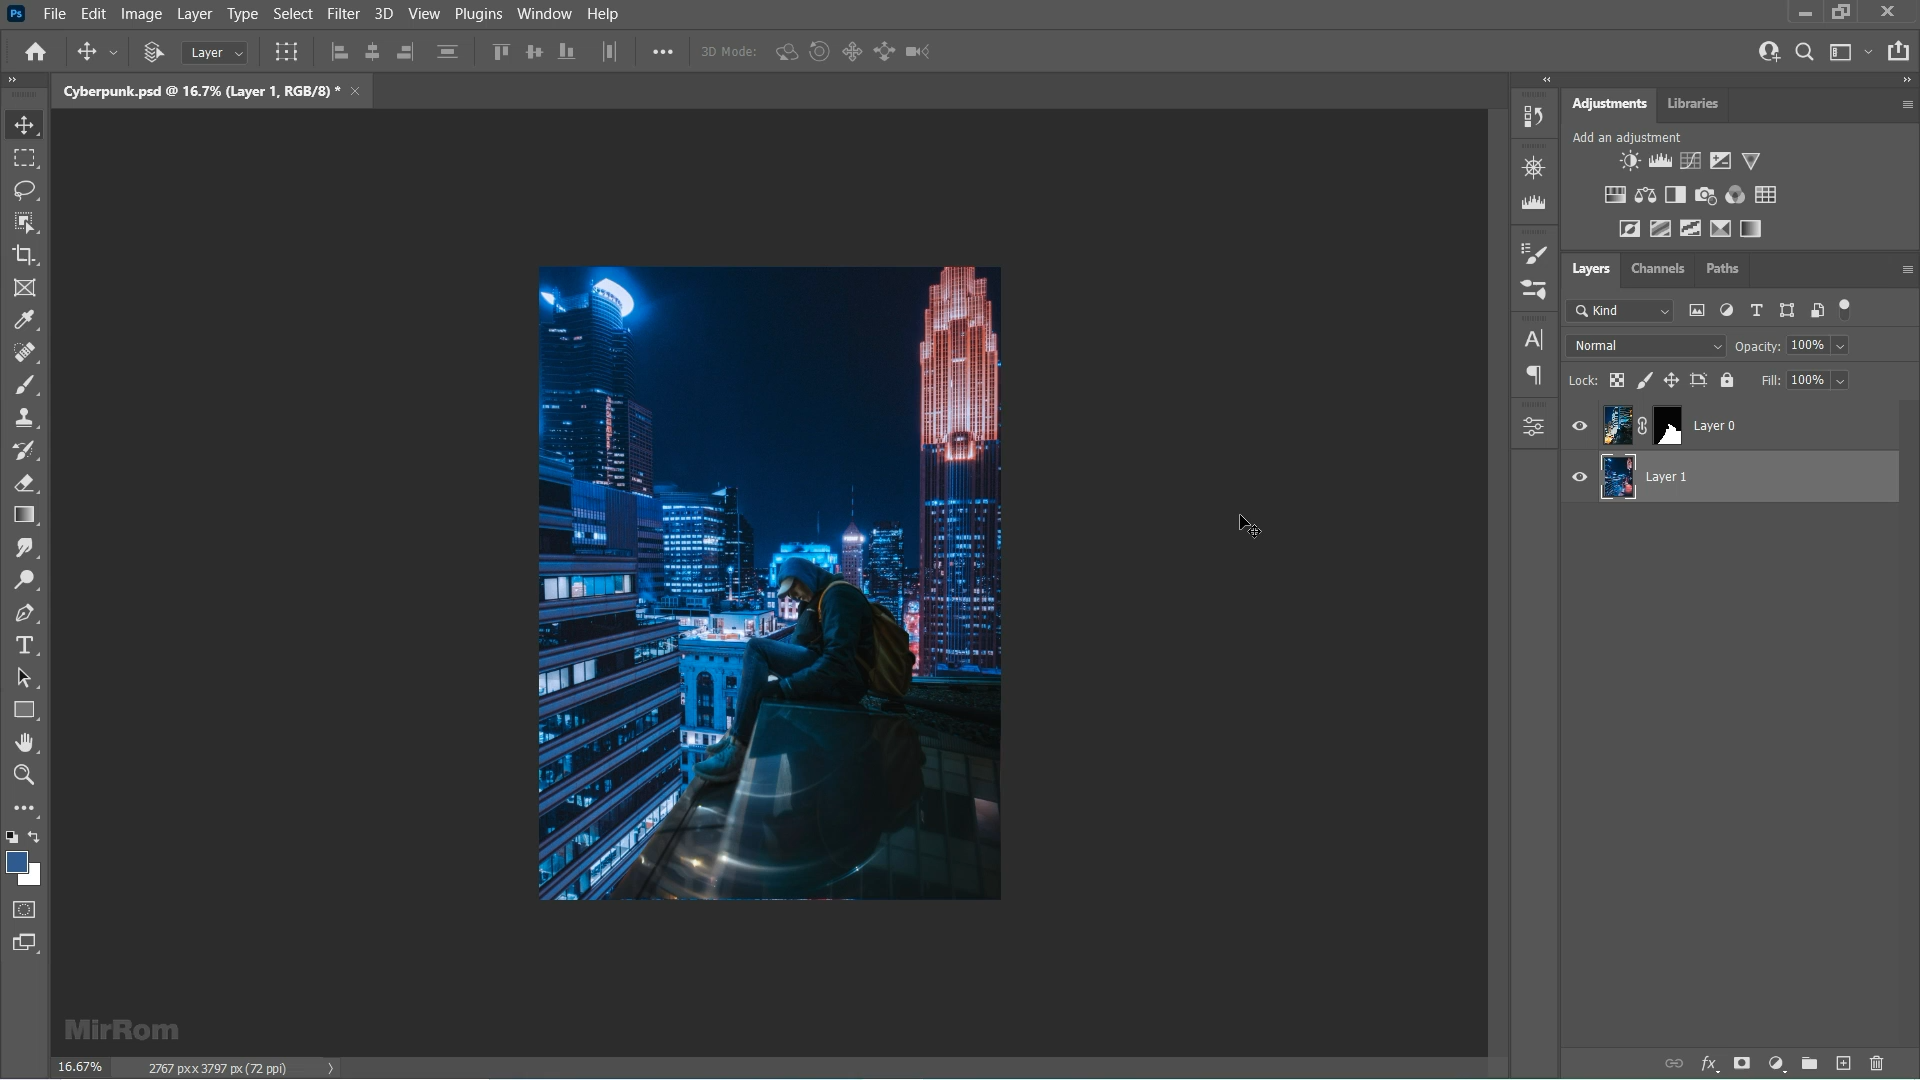 Ps File Edit Image Layer Type Select Filter 3D View Plugins Window Help
Layer 3D Mode:
Cyberpunk.psd @ 16.7% (Layer 1, RGB/8) *
Adjustments Libraries
Add an adjustment
Layers Channels Paths
Kind
Normal Opacity: 100%
Lock: Fill: 100%
Layer 0
Layer 1
MirRom
16.67% 2767 px x 3797 px (72 ppi)